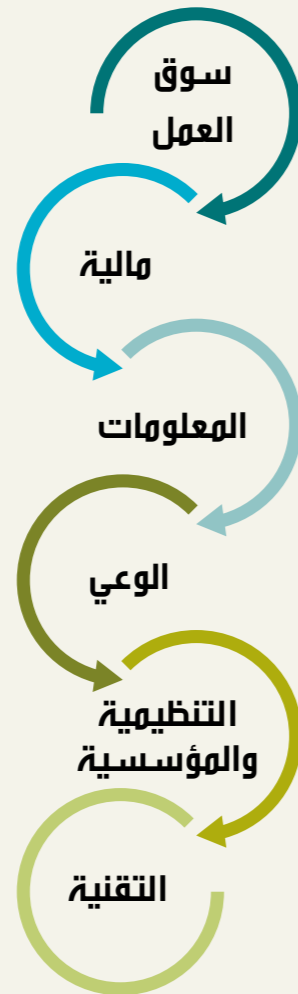 سوق
العمل
مالية
المعلومات
الوعي
التنظيمية
والمؤسسية
التقنية